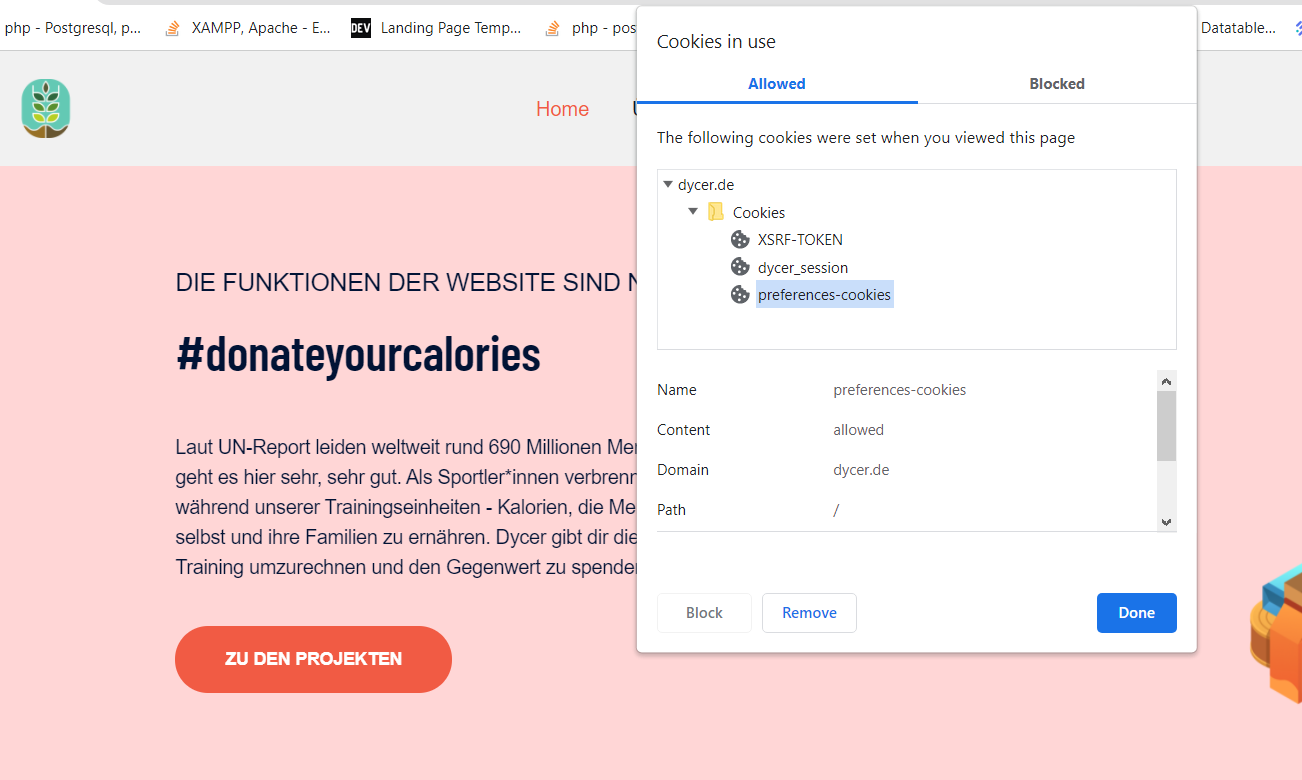 php - Postgresql, p...
XAMPP, Apache - E...
DEV
Landing Page Temp...
php - pos
Datatable...
Home
DIE FUNKTIONEN DER WEBSITE SIND
#donateyourcalories
Laut UN-Report leiden weltweit rund 690 Millionen
geht es hier sehr, sehr gut. Als Sportler*innen verbrenn
während unserer Trainingseinheiten - Kalorien, die
selbst und ihre Familien zu ernähren. Dycer gibt dir die
Training umzurechnen und den Gegenwert zu spenden
ZU DEN PROJEKTEN
Cookies in use
Allowed
Blocked
The following cookies were set when you viewed this page
dycer.de
Cookies
XSRF-TOKEN
dycer_session
preferences-cookies
Name preferences-cookies
Content allowed
Domain dycer.de
Path /
Block
Remove
Done